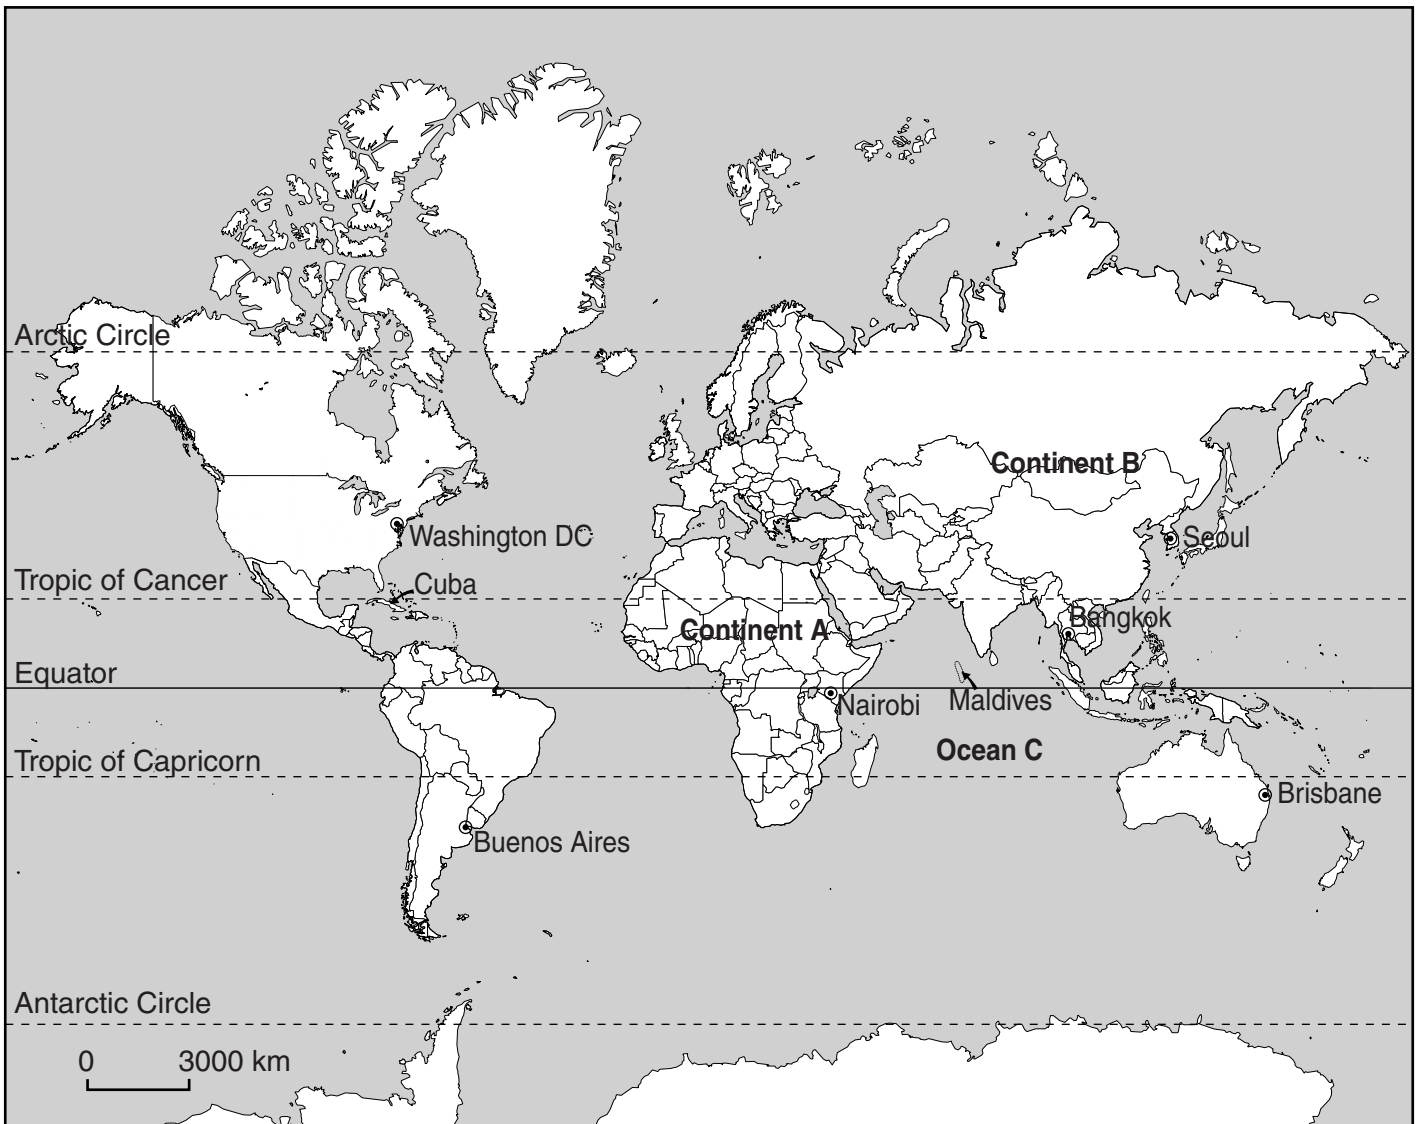 Arctic Circle
Continent B
Washington DC
Seoul
Tropic of Cancer
Cuba
Bangkok
Continent A
Equator
Maldives
Nairobi
Ocean C
Tropic of Capricorn
Brisbane
Buenos Aires
Antarctic Circle
0 3000 km